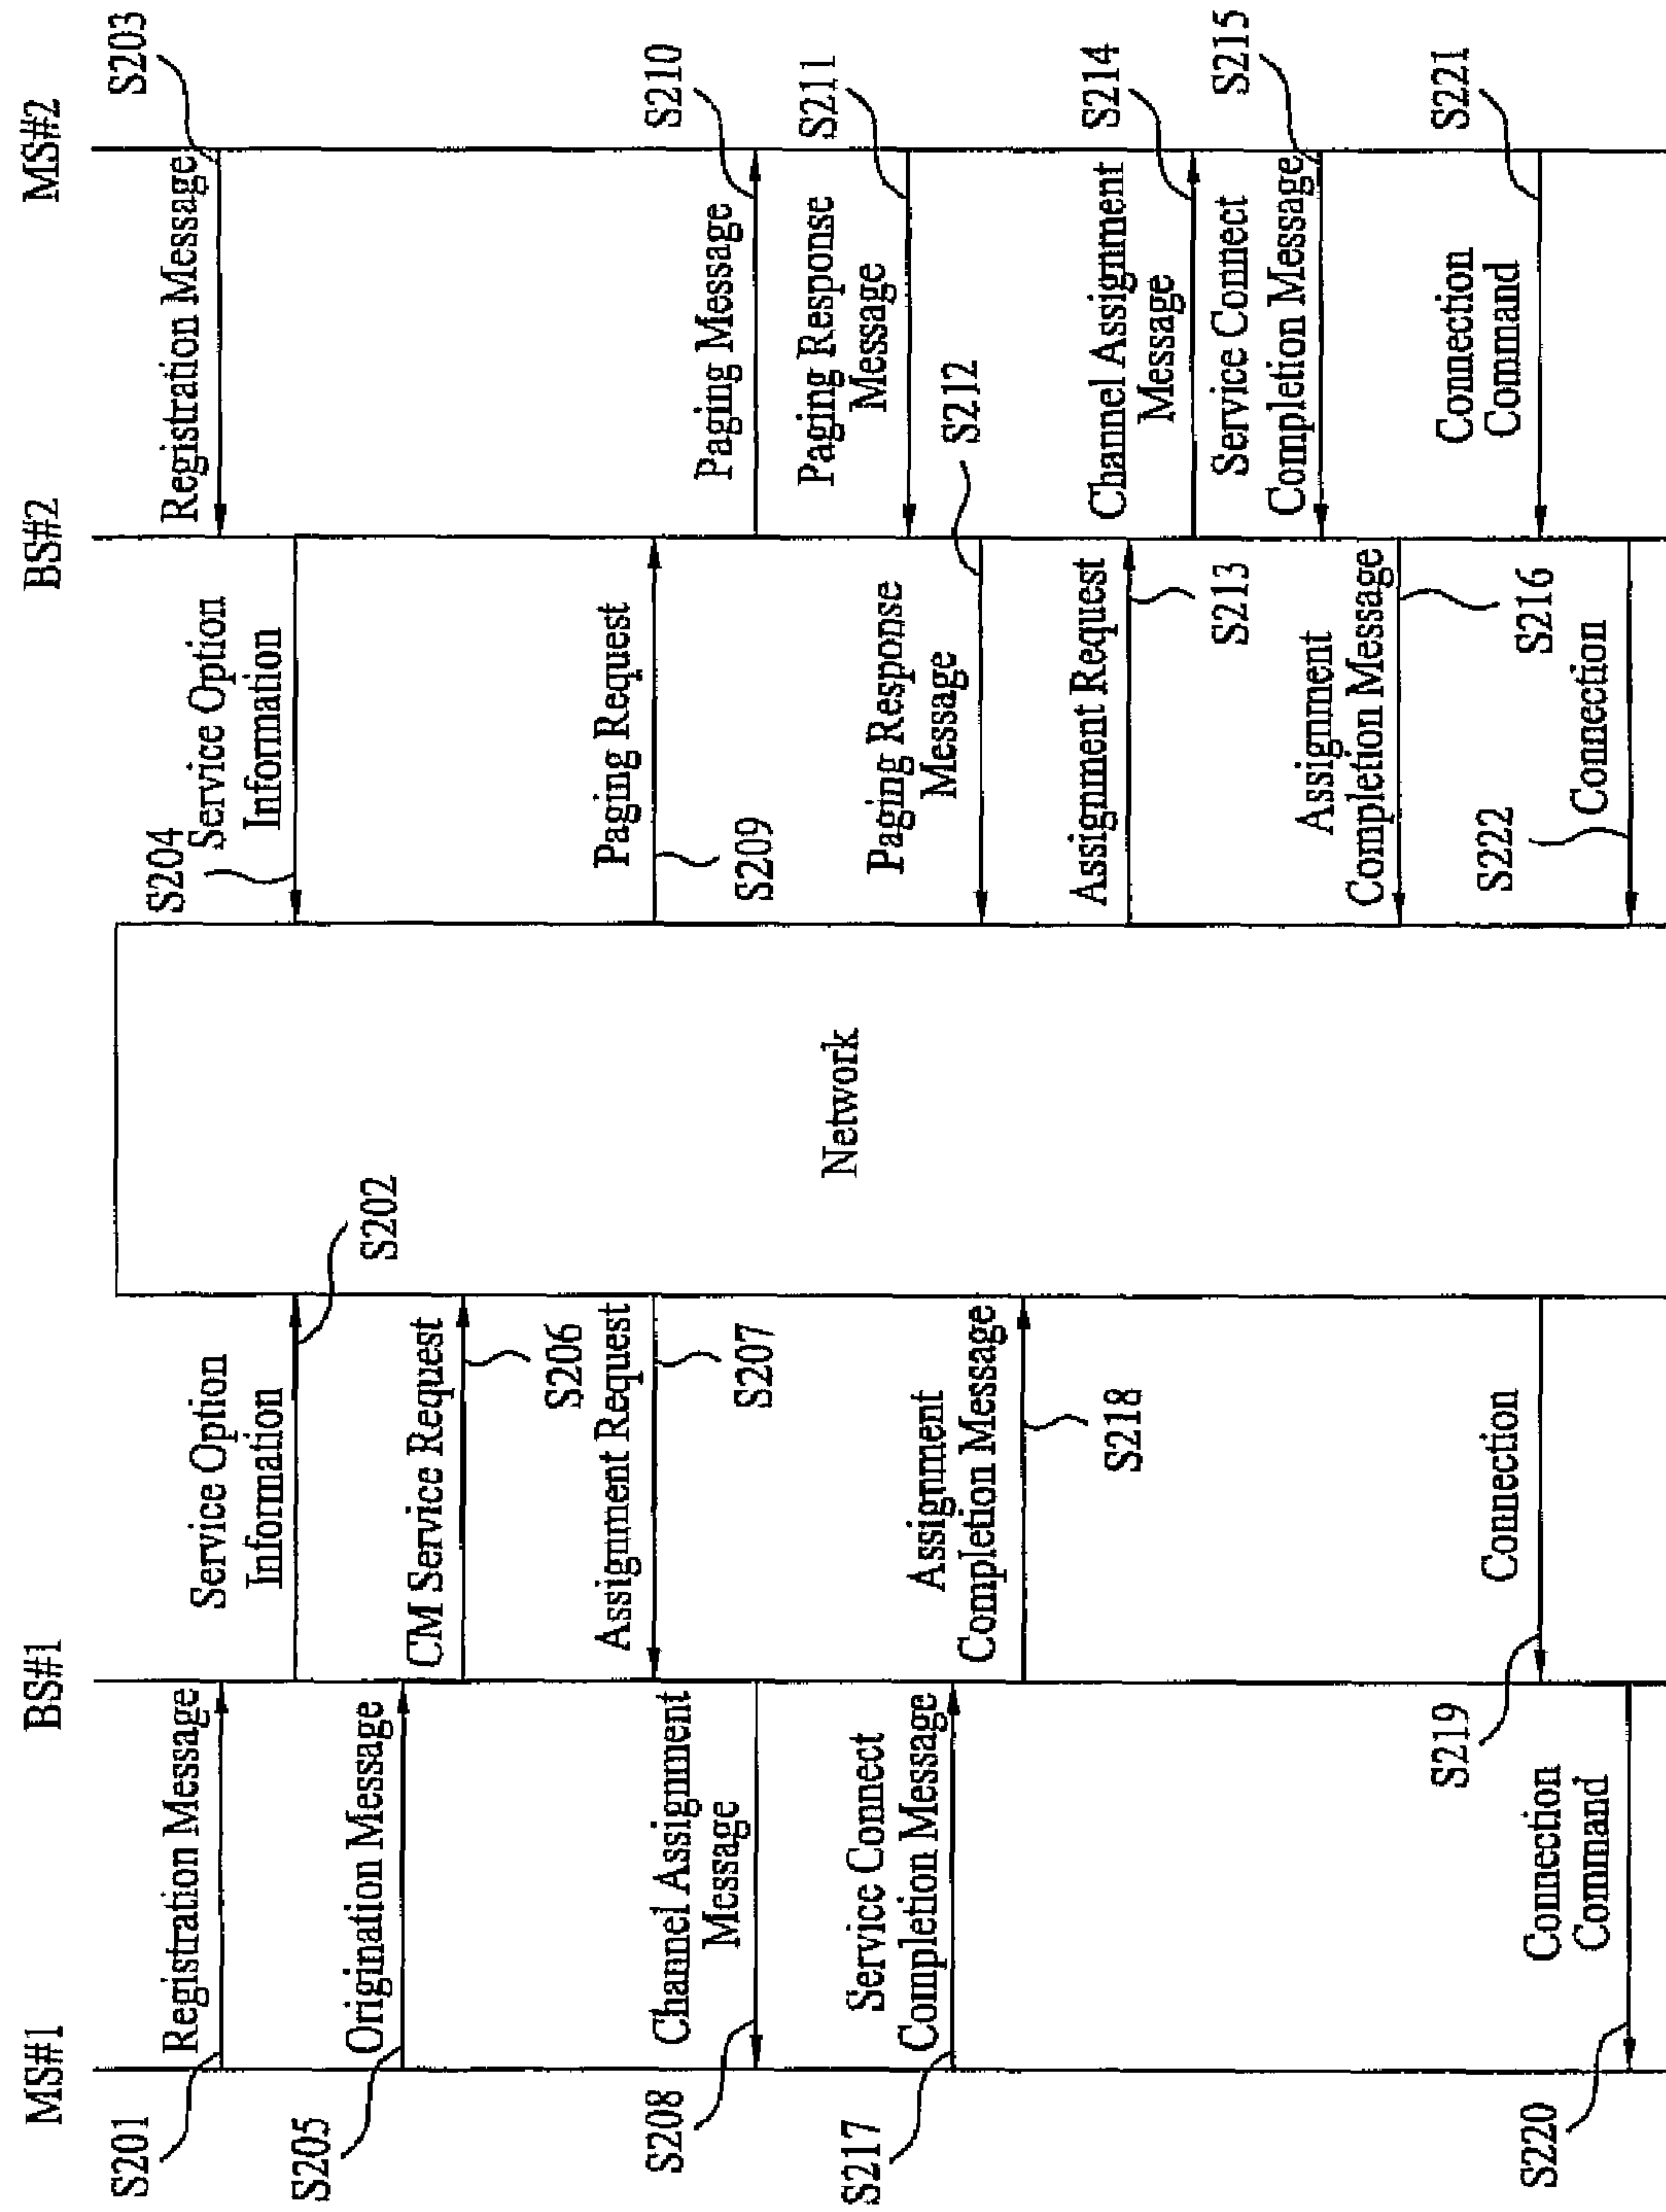 MS#1
BS#1
BS#2
MS#2
S201
Registration Message
Service Option
Information
S202
S204
Service Option
Information
Registration Message
S203
S205
Origination Message
CM Service Request
S206
Assignment Request
S207
Network
Paging Request
S209
S208
Channel Assignment
Message
Paging Message
S210
Paging Response
Message
S211
Paging Response
Message
S212
S217
Service Connect
Completion Message
Assignment
Completion Message
S218
Assignment Request
S213
Channel Assignment
Message
S214
Service Connect
Completion Message
S215
Assignment
Completion Message
S216
S219
Connection
Connection
Command
S221
S220
Connection
Command
S222
Connection